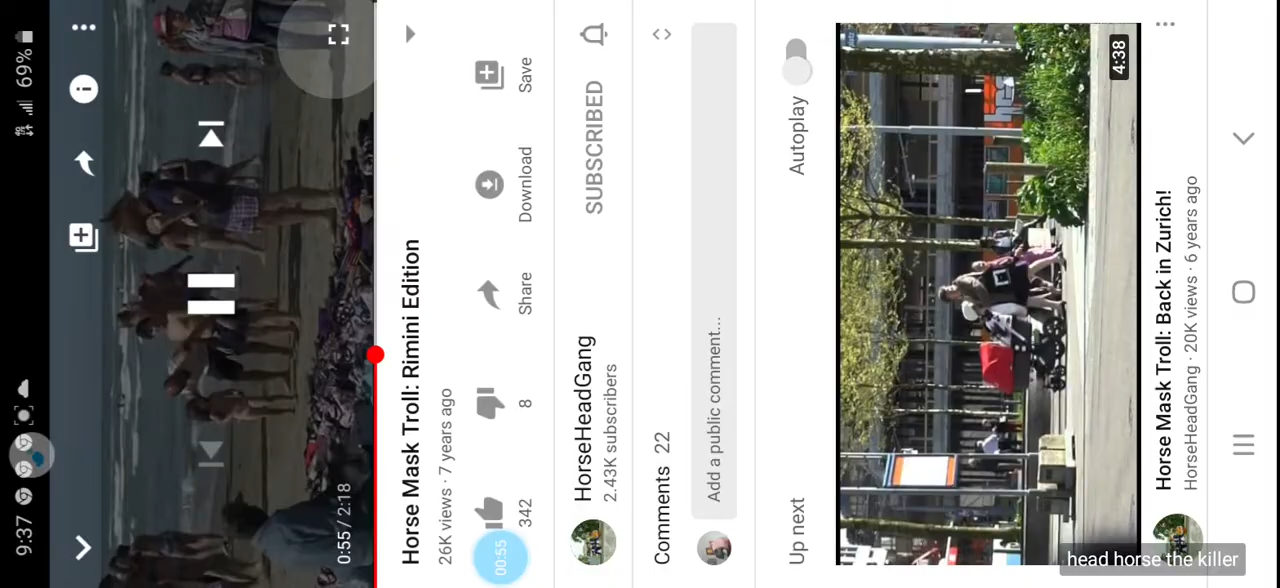 9:37
69%
0:55 / 2:18
Horse Mask Troll: Rimini Edition
26K views · 7 years ago
342
8
Share
Download
Save
00:55
HorseHeadGang
2.43K subscribers
SUBSCRIBED
Comments 22
Add a public comment...
Up next
Autoplay
4:38
Horse Mask Troll: Back in Zurich!
HorseHeadGang · 20K views · 6 years ago
head horse the killer